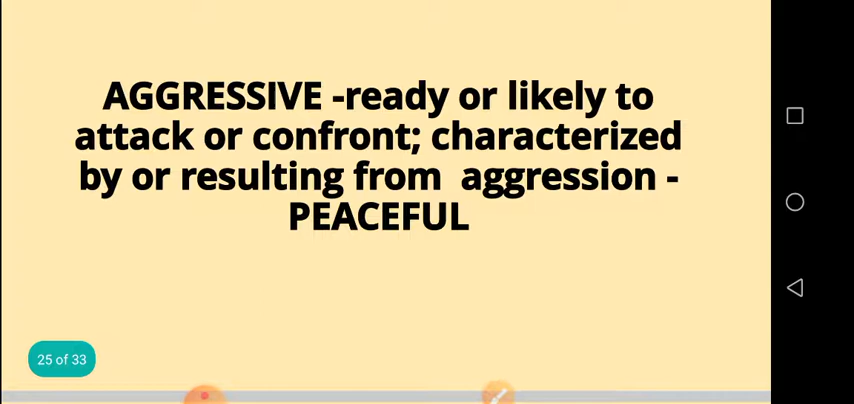 AGGRESSIVE -ready or likely to
attack or confront; characterized
by or resulting from  aggression -
PEACEFUL
25 of 33